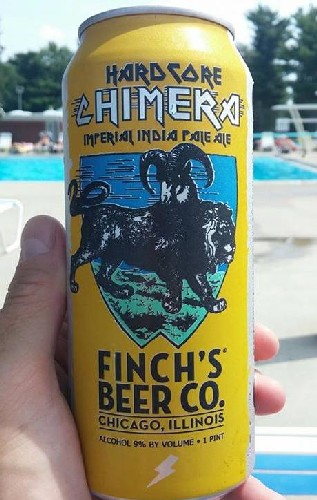 HARDCORE
CHIMERA
IMPERIAL INDIA PALE ALE
FINCH'S®
BEER CO.
CHICAGO, ILLINOIS
ALCOHOL 9% BY VOLUME • 1 PINT